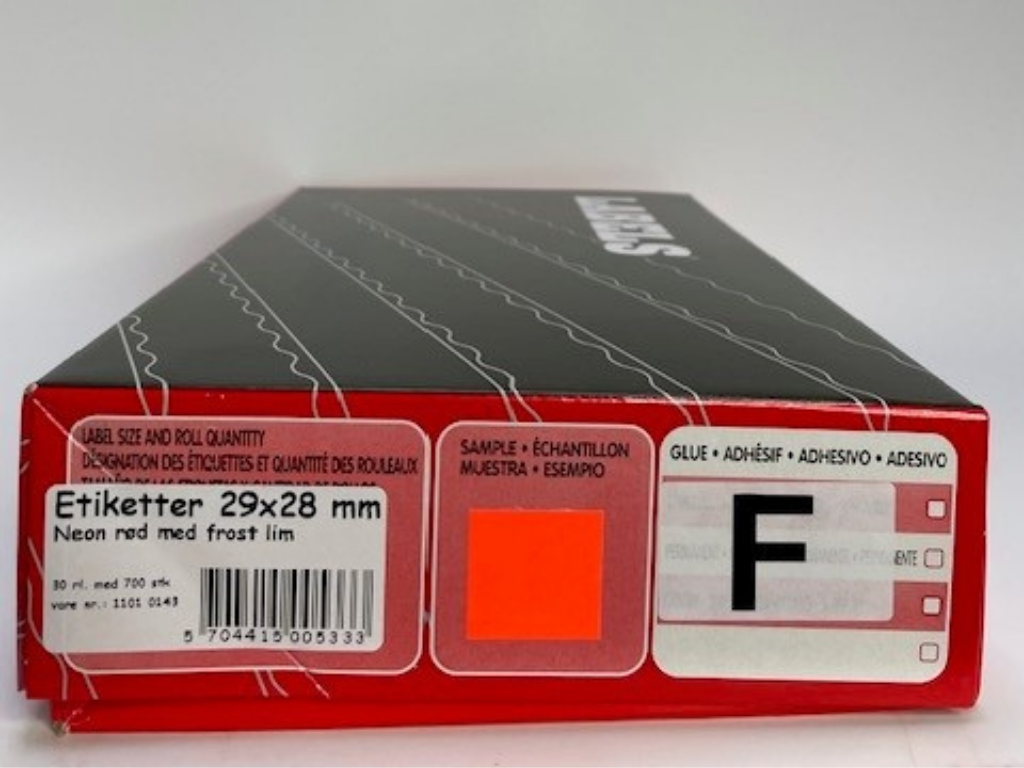 LABELS
LABEL SIZE AND ROLL QUANTITY
DÉSIGNATION DES ÉTIQUETTES ET QUANTITÉ DES ROULEAUX
Etiketter 29x28 mm
Neon rød med frost lim
30 rl. med 700 stk
vare nr.: 1101 0143
5 704415 005333
SAMPLE • ÉCHANTILLON
MUESTRA • ESEMPIO
GLUE • ADHÉSIF • ADHESIVO • ADESIVO
F